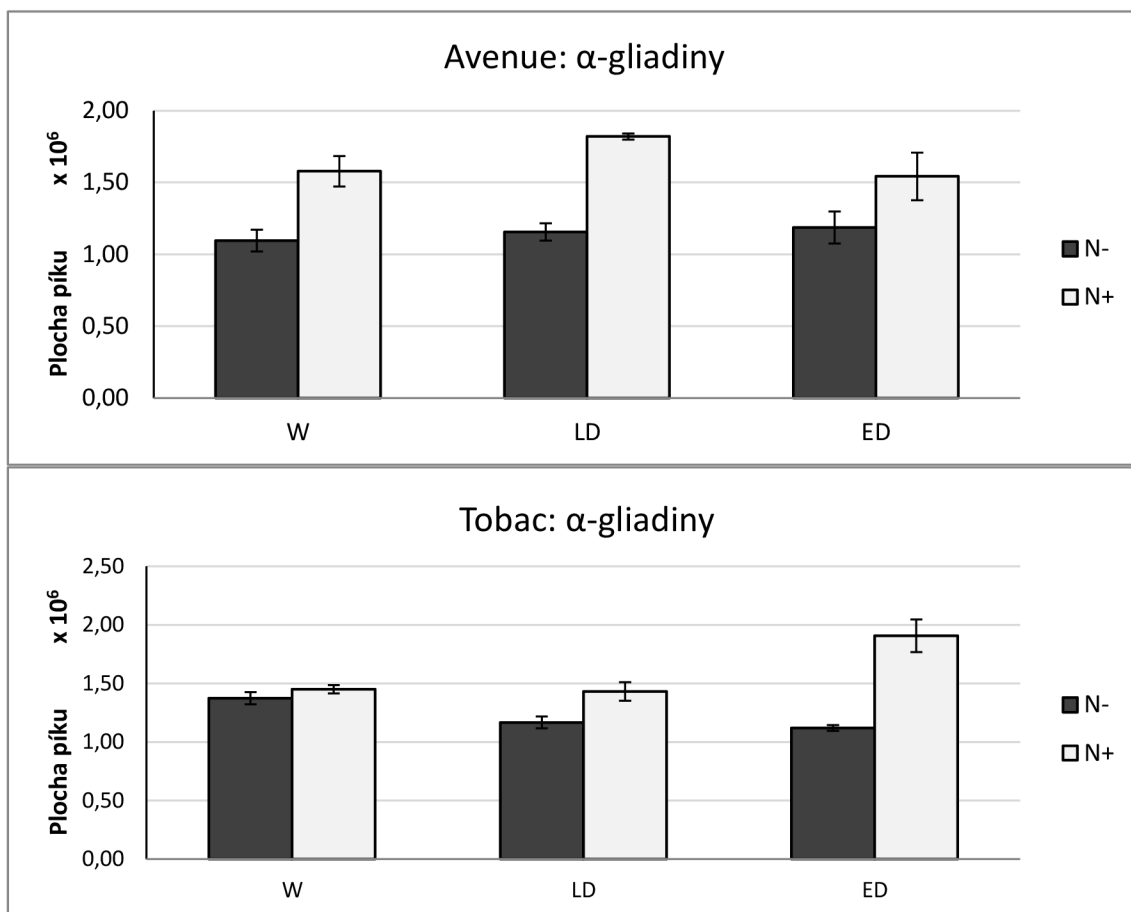 Avenue: α-gliadiny
Plocha píku x 10⁶
2,00
1,50
1,00
0,50
0,00
W LD ED
N-
N+
Tobac: α-gliadiny
Plocha píku x 10⁶
2,50
2,00
1,50
1,00
0,50
0,00
W LD ED
N-
N+